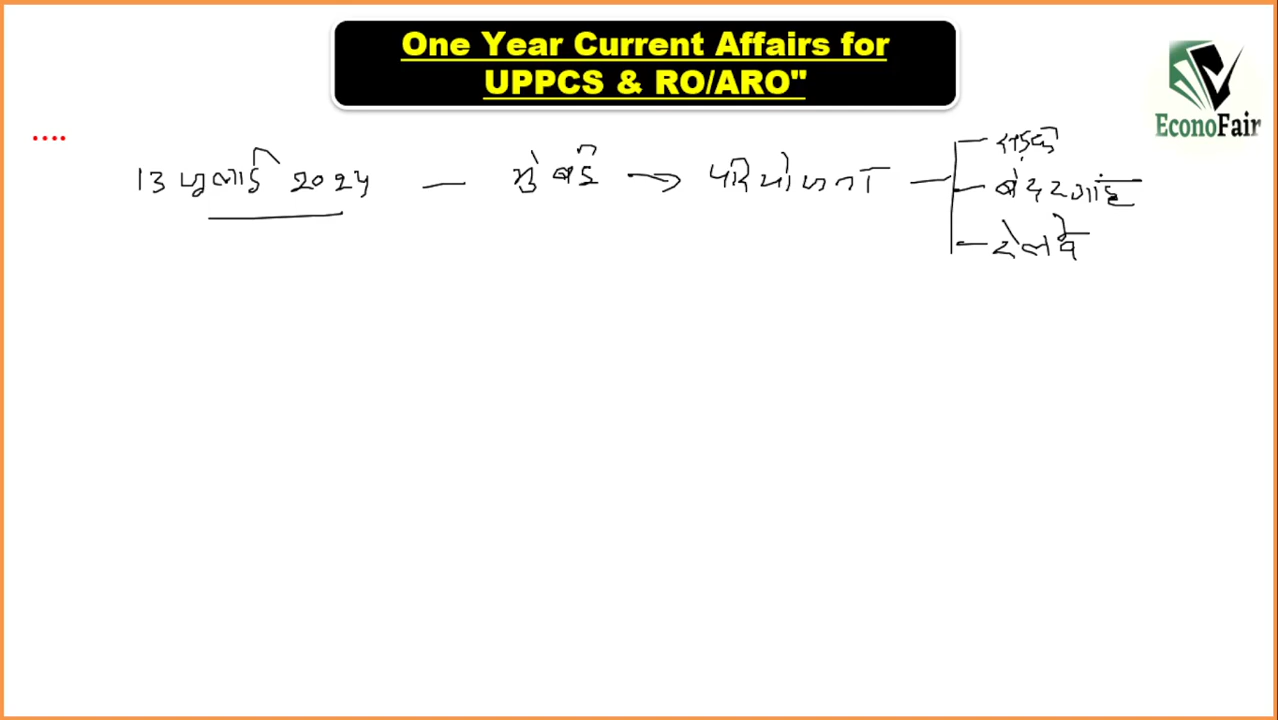 One Year Current Affairs for
UPPCS & RO/ARO"
EconoFair
....
13 जुलाई 2024 — मुंबई → परियोजना
सड़क
बंदरगाह
रेलवे